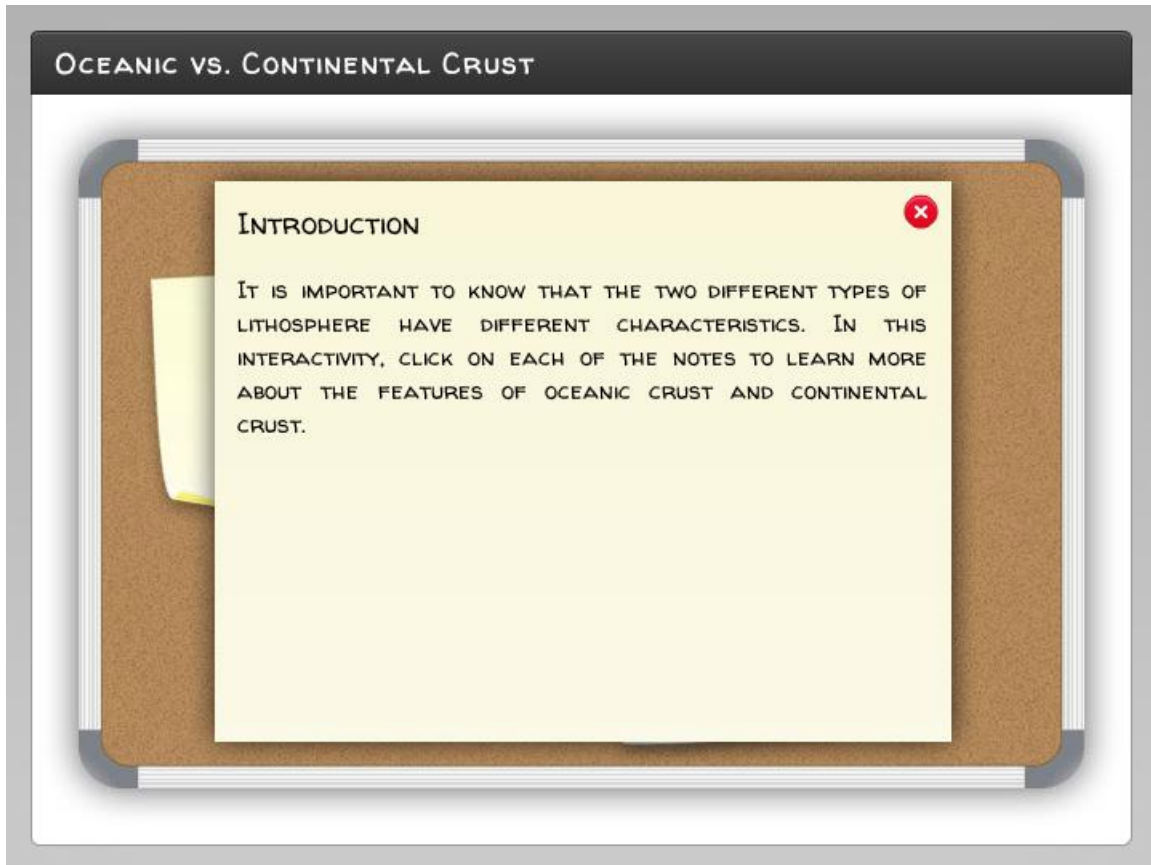 Oceanic vs. Continental Crust
Introduction
It is important to know that the two different types of
lithosphere have different characteristics. In this
interactivity, click on each of the notes to learn more
about the features of oceanic crust and continental
crust.